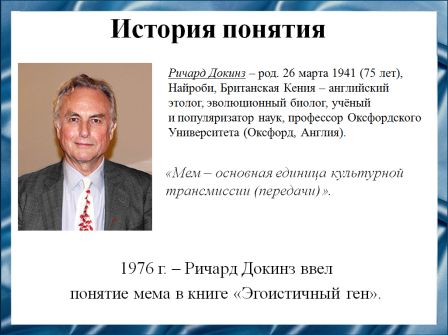 История понятия
Ричард Докинз – род. 26 марта 1941 (75 лет),
Найроби, Британская Кения – английский
этолог, эволюционный биолог, учёный
и популяризатор наук, профессор Оксфордского
Университета (Оксфорд, Англия).
«Мем – основная единица культурной
трансмиссии (передачи)».
1976 г. – Ричард Докинз ввел
понятие мема в книге «Эгоистичный ген».